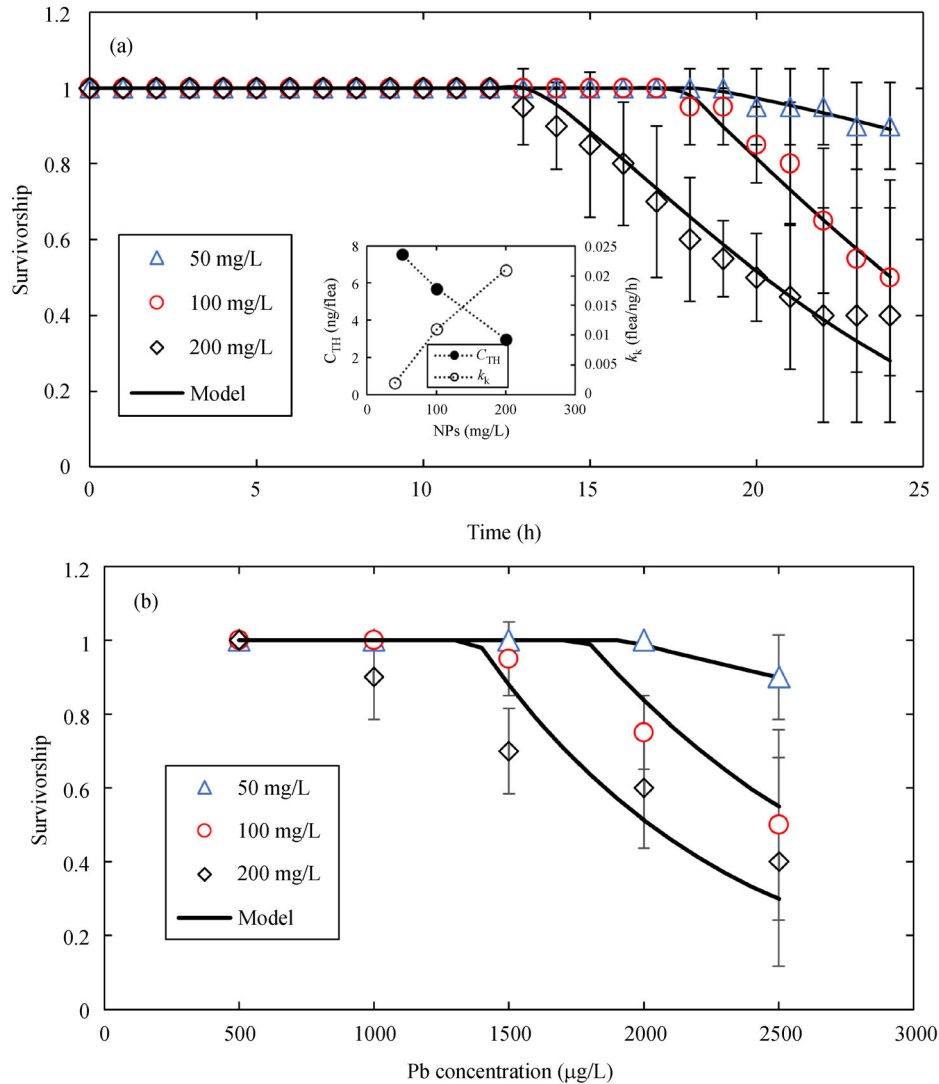 (a)
1.2
1
0.8
0.6
0.4
0.2
0
Survivorship
50 mg/L
100 mg/L
200 mg/L
Model
8
6
4
2
0
C_TH (ng/flea)
0.025
0.02
0.015
0.01
0.005
0
k_k (flea/ng/h)
C_TH
k_k
0 100 200 300
NPs (mg/L)
0 5 10 15 20 25
Time (h)
(b)
1.2
1
0.8
0.6
0.4
0.2
0
Survivorship
50 mg/L
100 mg/L
200 mg/L
Model
0 500 1000 1500 2000 2500 3000
Pb concentration (μg/L)